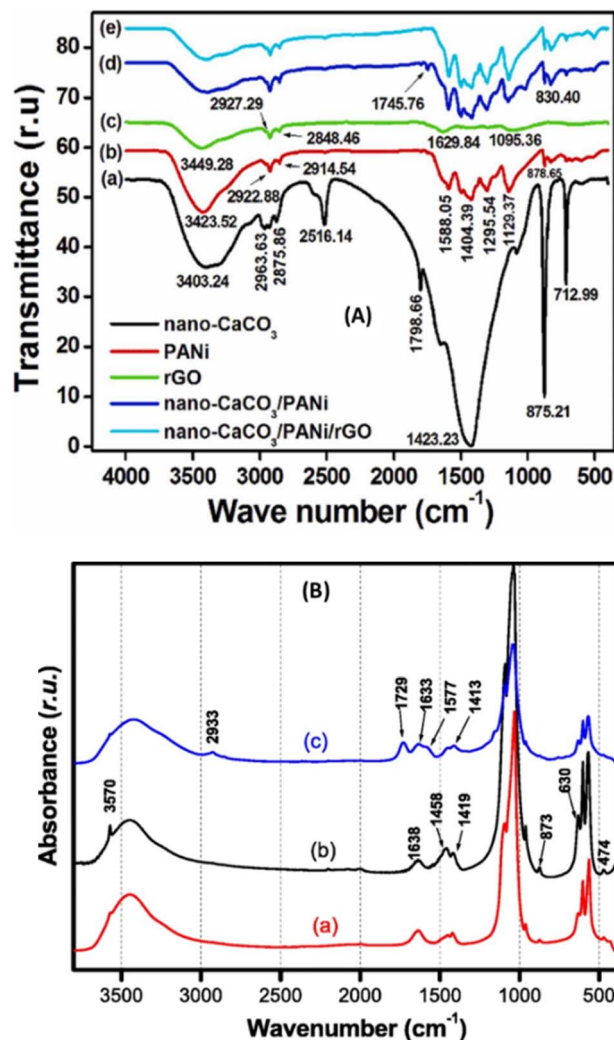 Transmittance (r.u)
80
70
60
50
40
30
20
10
0
(e)
(d)
(c)
(b)
(a)
2927.29
1745.76
830.40
2848.46
1629.84
1095.36
3449.28
2914.54
878.65
2922.88
3423.52
1588.05
1404.39
1295.54
1129.37
2963.63
2875.86
2516.14
3403.24
(A)
1798.66
712.99
875.21
1423.23
nano-CaCO3
PANi
rGO
nano-CaCO3/PANi
nano-CaCO3/PANi/rGO
4000 3500 3000 2500 2000 1500 1000 500
Wave number (cm-1)
(B)
Absorbance (r.u.)
1729
1633
1577
1413
2933
(c)
3570
1458
1419
630
1638
873
474
(b)
(a)
3500 3000 2500 2000 1500 1000 500
Wavenumber (cm-1)